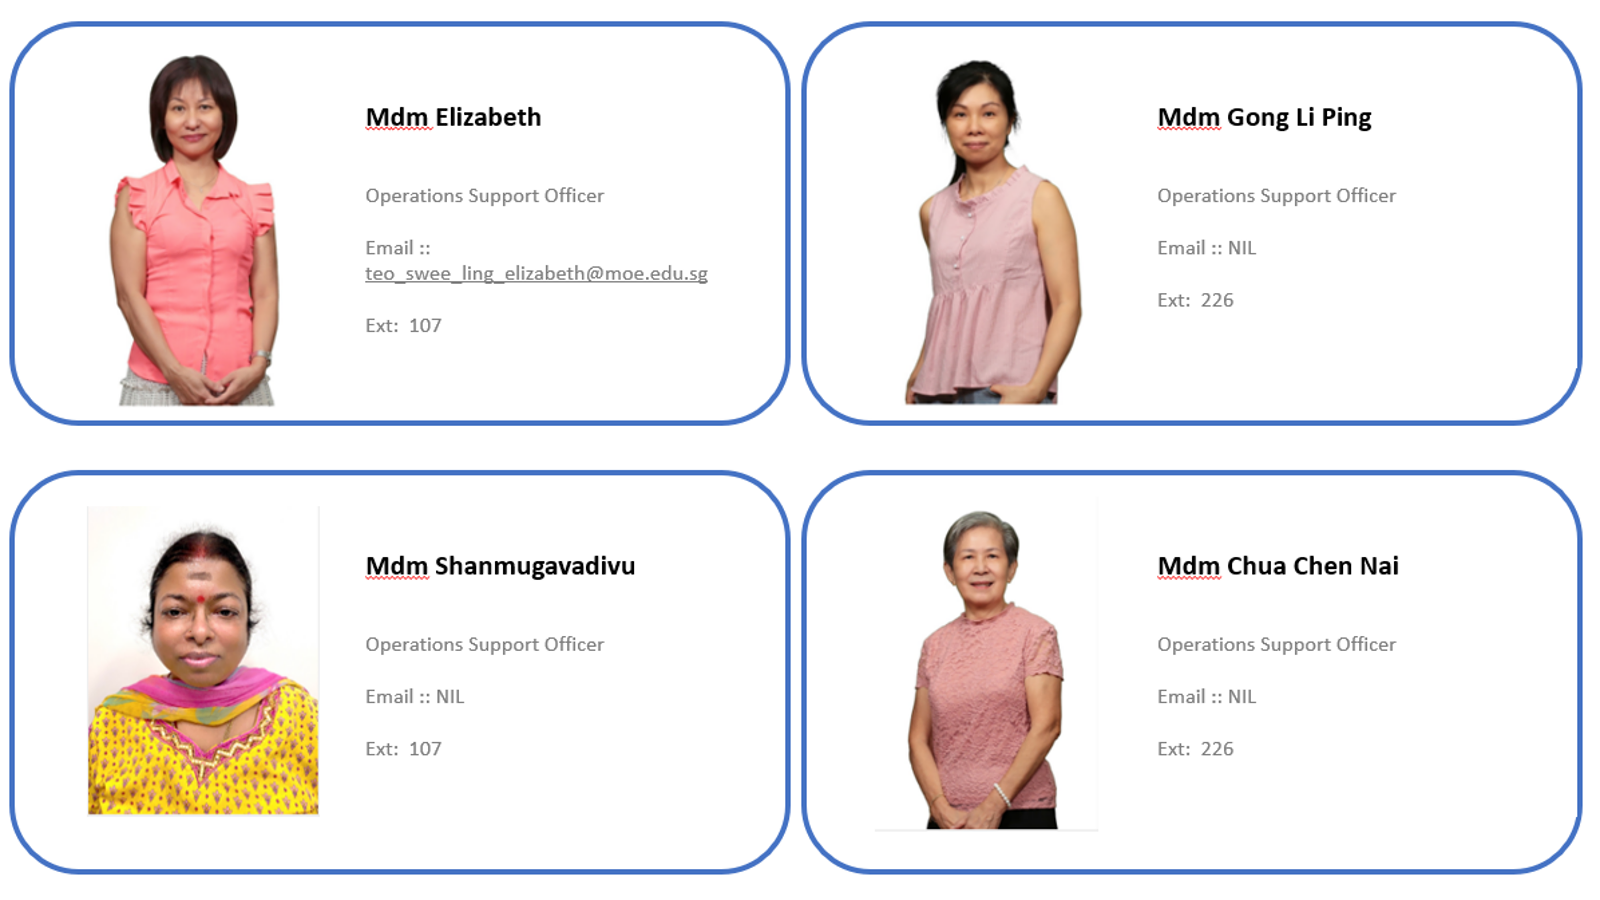 Mdm Elizabeth
Operations Support Officer
Email ::
teo_swee_ling_elizabeth@moe.edu.sg
Ext:  107
Mdm Gong Li Ping
Operations Support Officer
Email :: NIL
Ext:  226
Mdm Shanmugavadivu
Operations Support Officer
Email :: NIL
Ext:  107
Mdm Chua Chen Nai
Operations Support Officer
Email :: NIL
Ext:  226